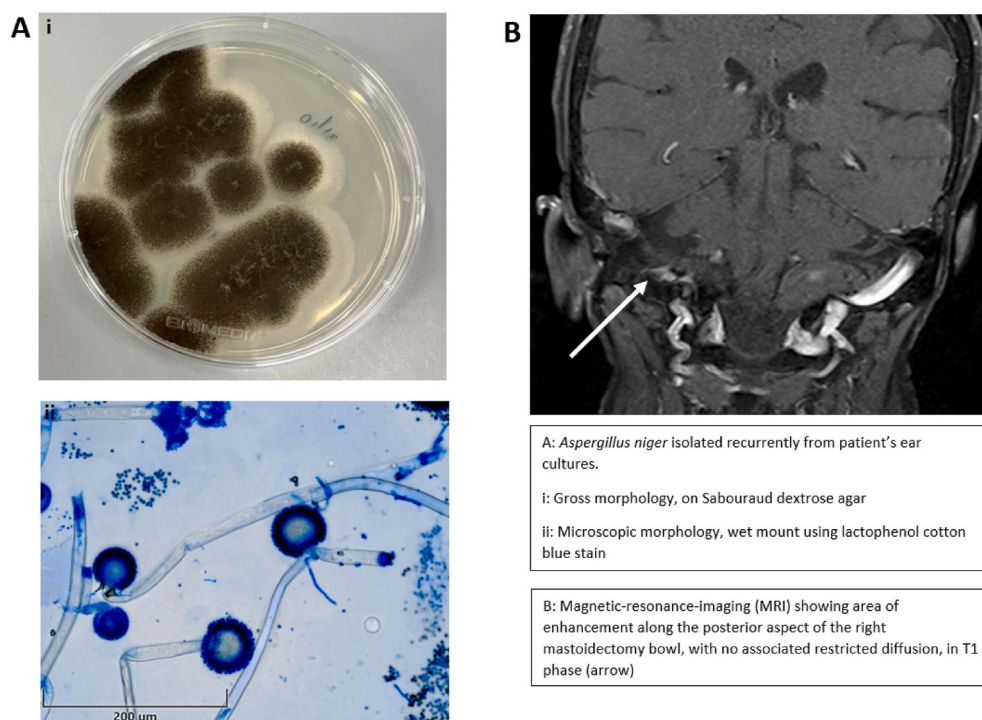 A
i
BIOMEDIA
ii
200 µm
B
A: Aspergillus niger isolated recurrently from patient's ear
cultures.
i: Gross morphology, on Sabouraud dextrose agar
ii: Microscopic morphology, wet mount using lactophenol cotton
blue stain
B: Magnetic-resonance-imaging (MRI) showing area of
enhancement along the posterior aspect of the right
mastoidectomy bowl, with no associated restricted diffusion, in T1
phase (arrow)